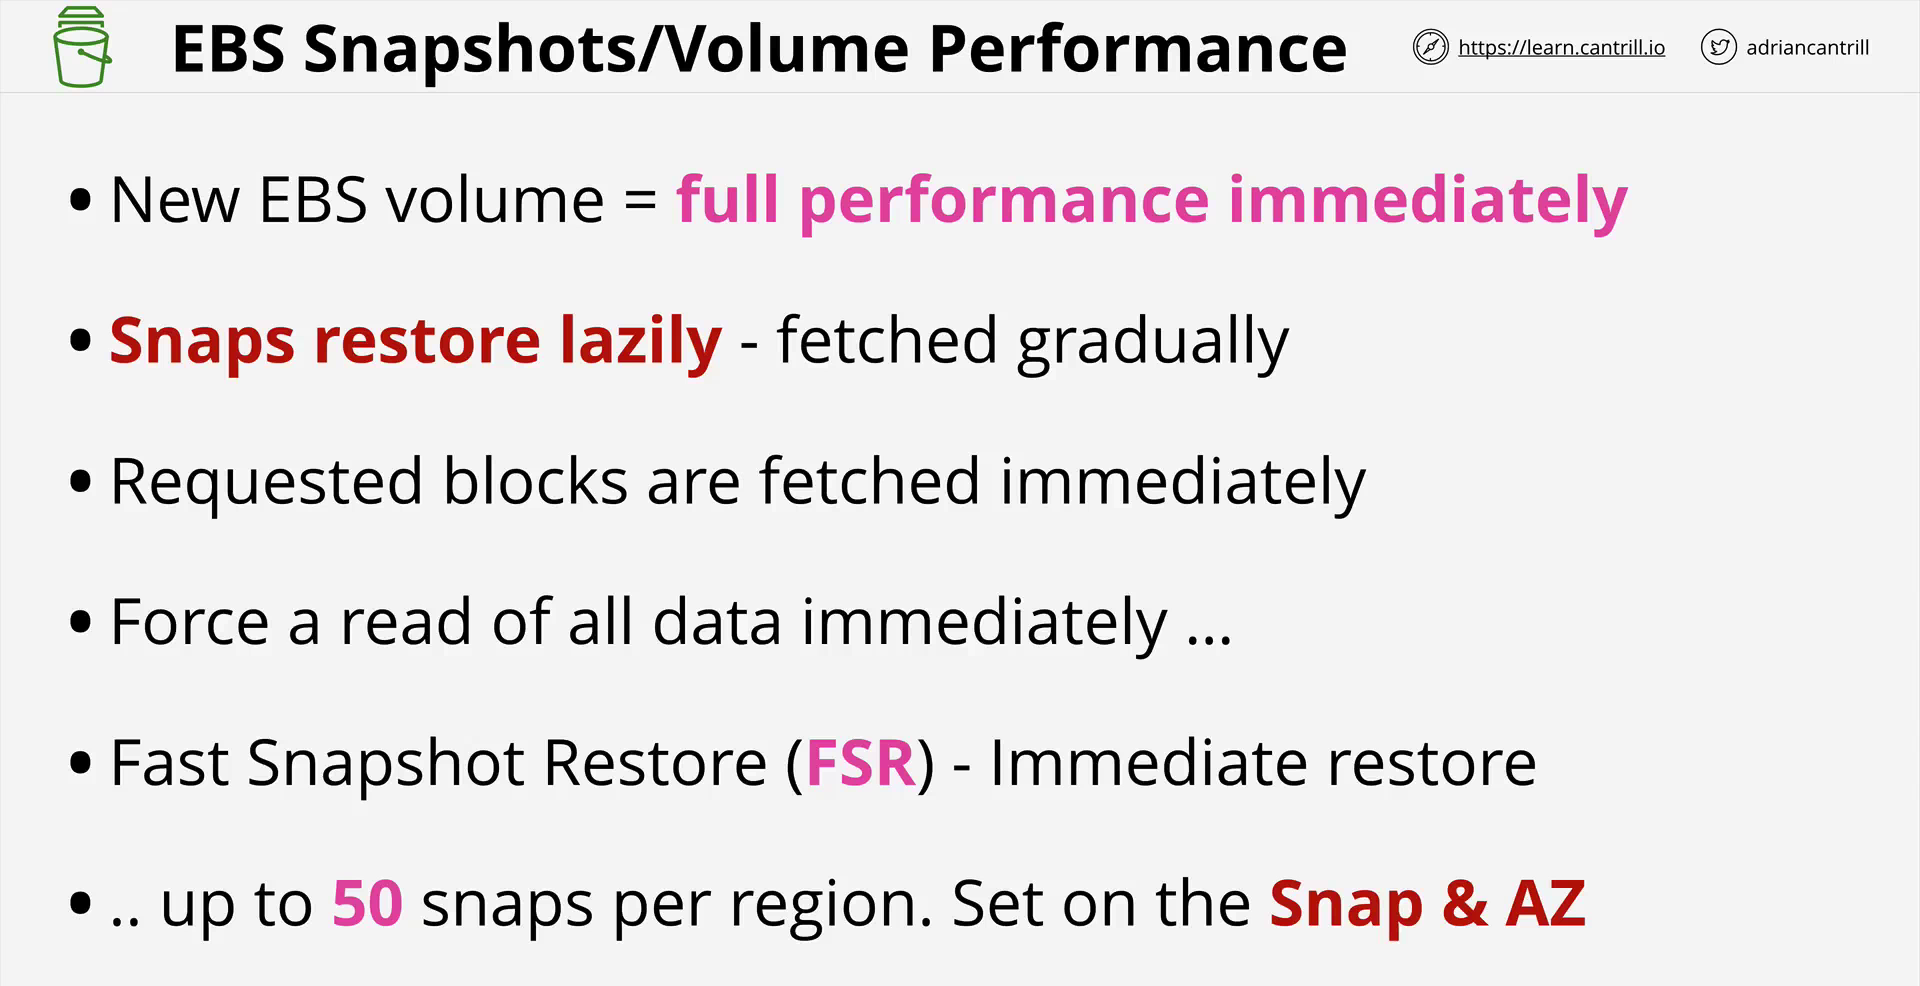 EBS Snapshots/Volume Performance
https://learn.cantrill.io
adriancantrill
• New EBS volume = full performance immediately
• Snaps restore lazily - fetched gradually
• Requested blocks are fetched immediately
• Force a read of all data immediately ...
• Fast Snapshot Restore (FSR) - Immediate restore
• .. up to 50 snaps per region. Set on the Snap & AZ